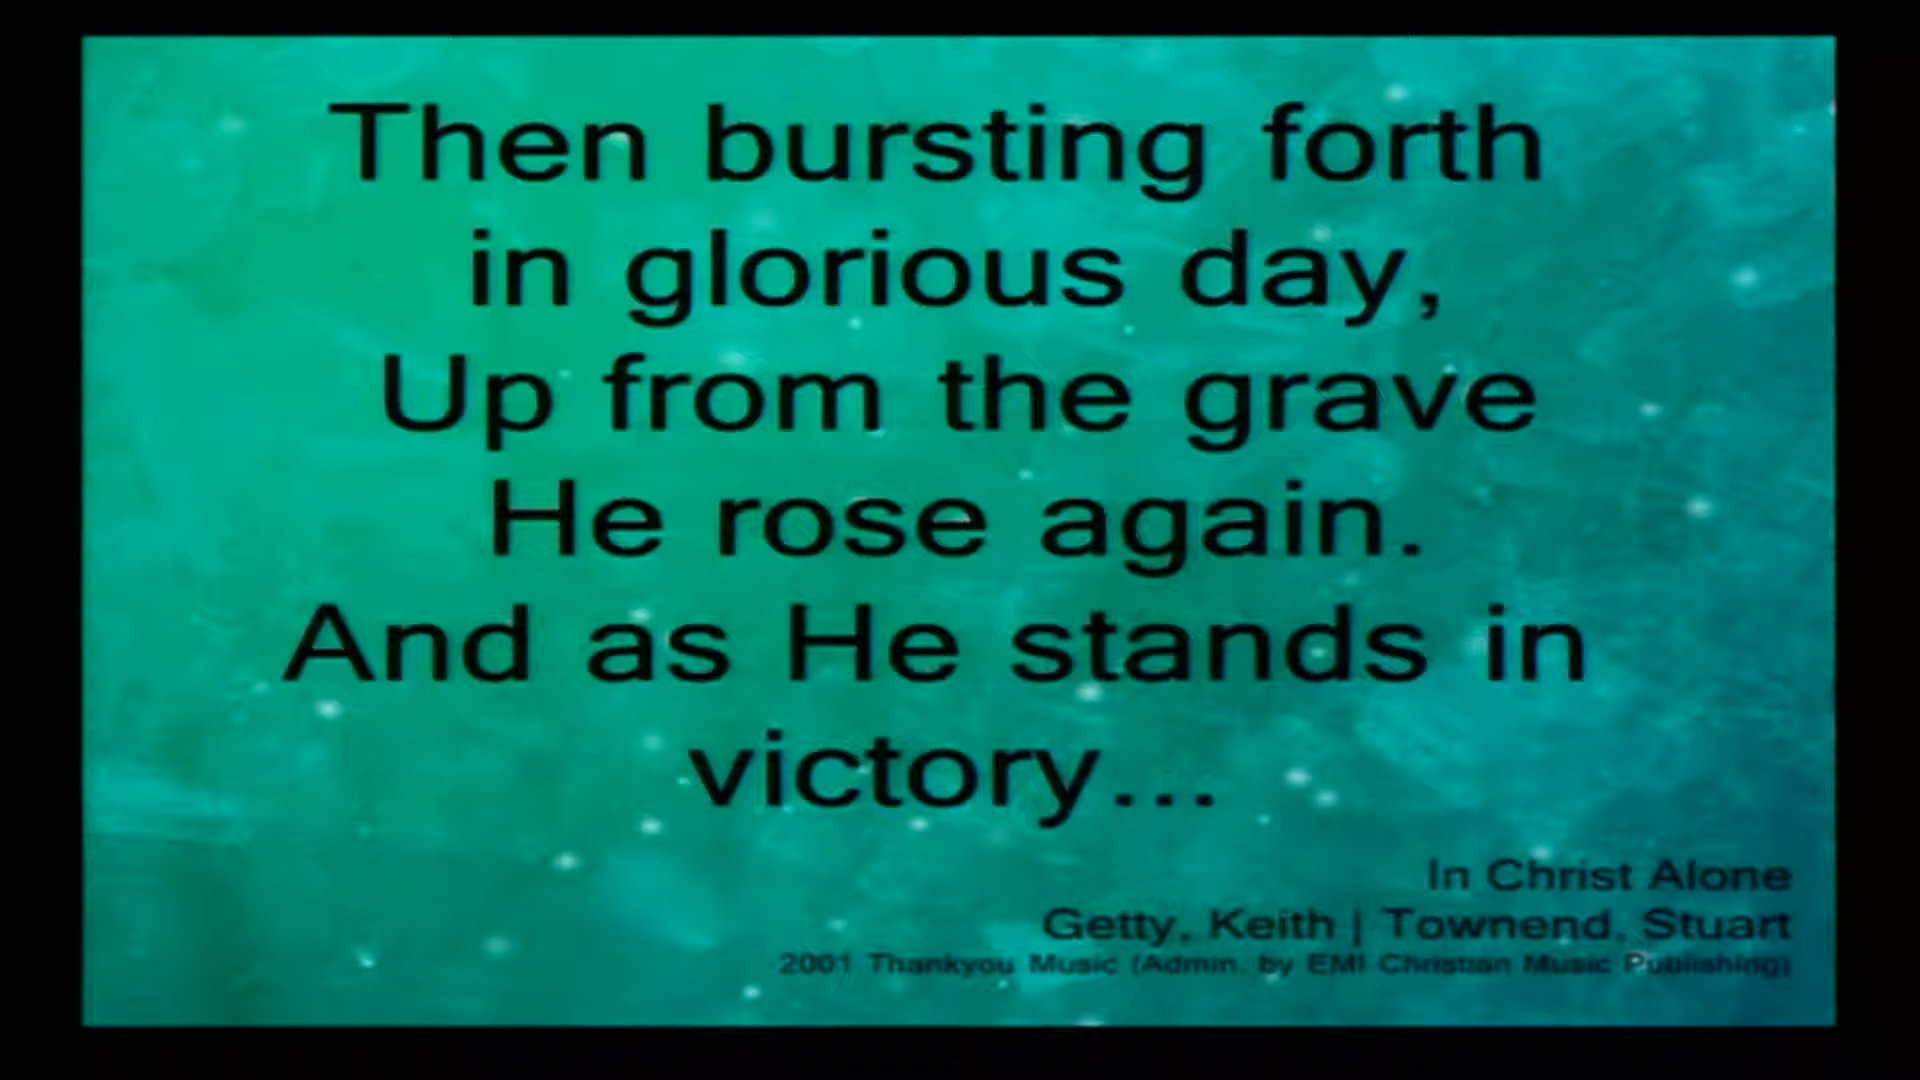 Then bursting forth
in glorious day,
Up from the grave
He rose again.
And as He stands in
victory...
In Christ Alone
Getty, Keith | Townend, Stuart
2001 Thankyou Music (Admin. by EMI Christian Music Publishing)